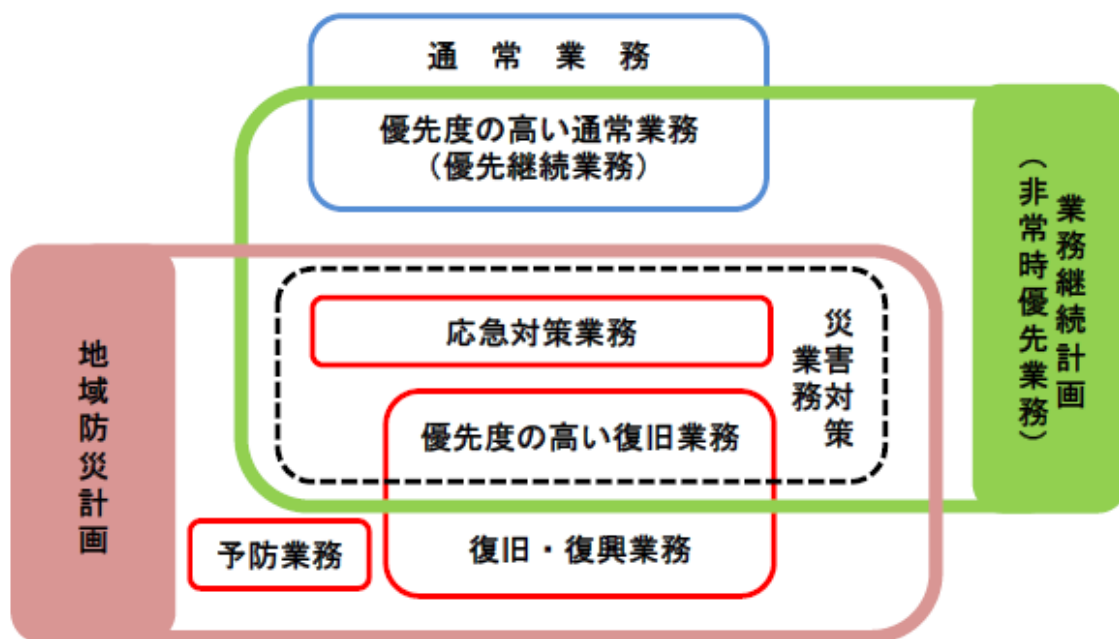 通常業務
優先度の高い通常業務
（優先継続業務）
業務継続計画
（非常時優先業務）
地域防災計画
応急対策業務
災害対策
業務
優先度の高い復旧業務
予防業務
復旧・復興業務